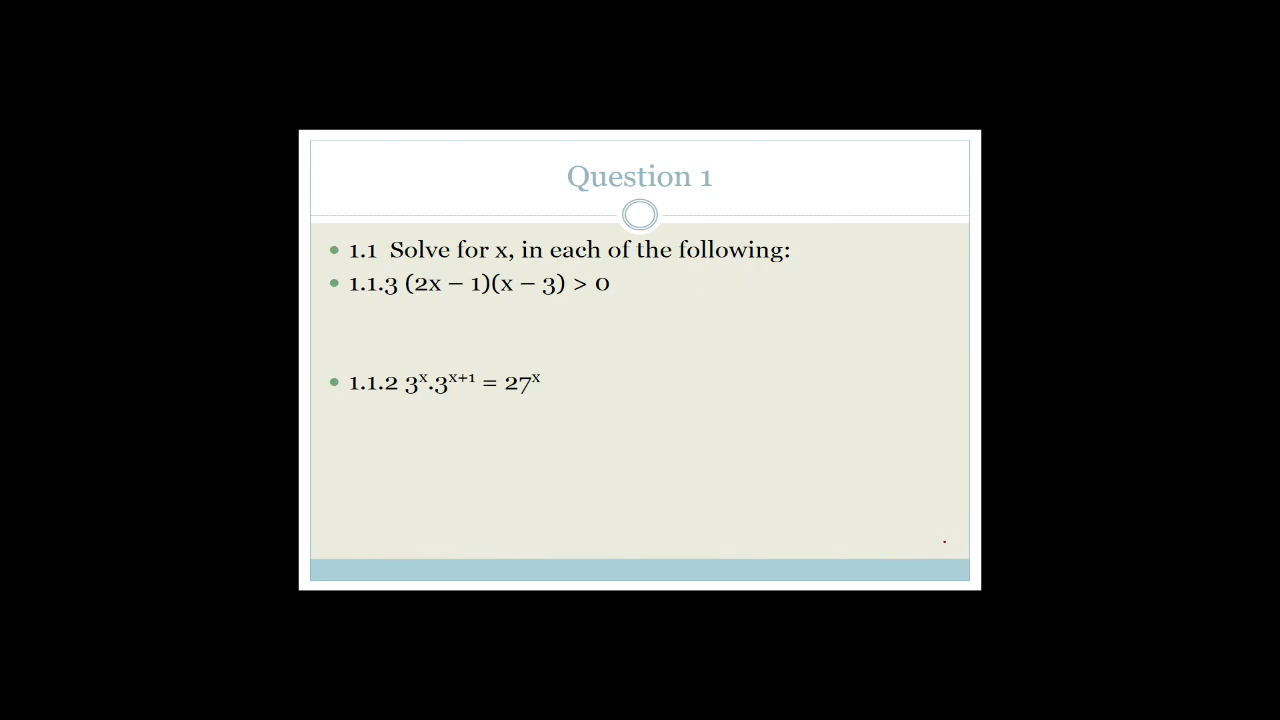 Question 1
1.1 Solve for x, in each of the following:
1.1.3 (2x – 1)(x – 3) > 0
1.1.2 3ˣ.3ˣ⁺¹ = 27ˣ